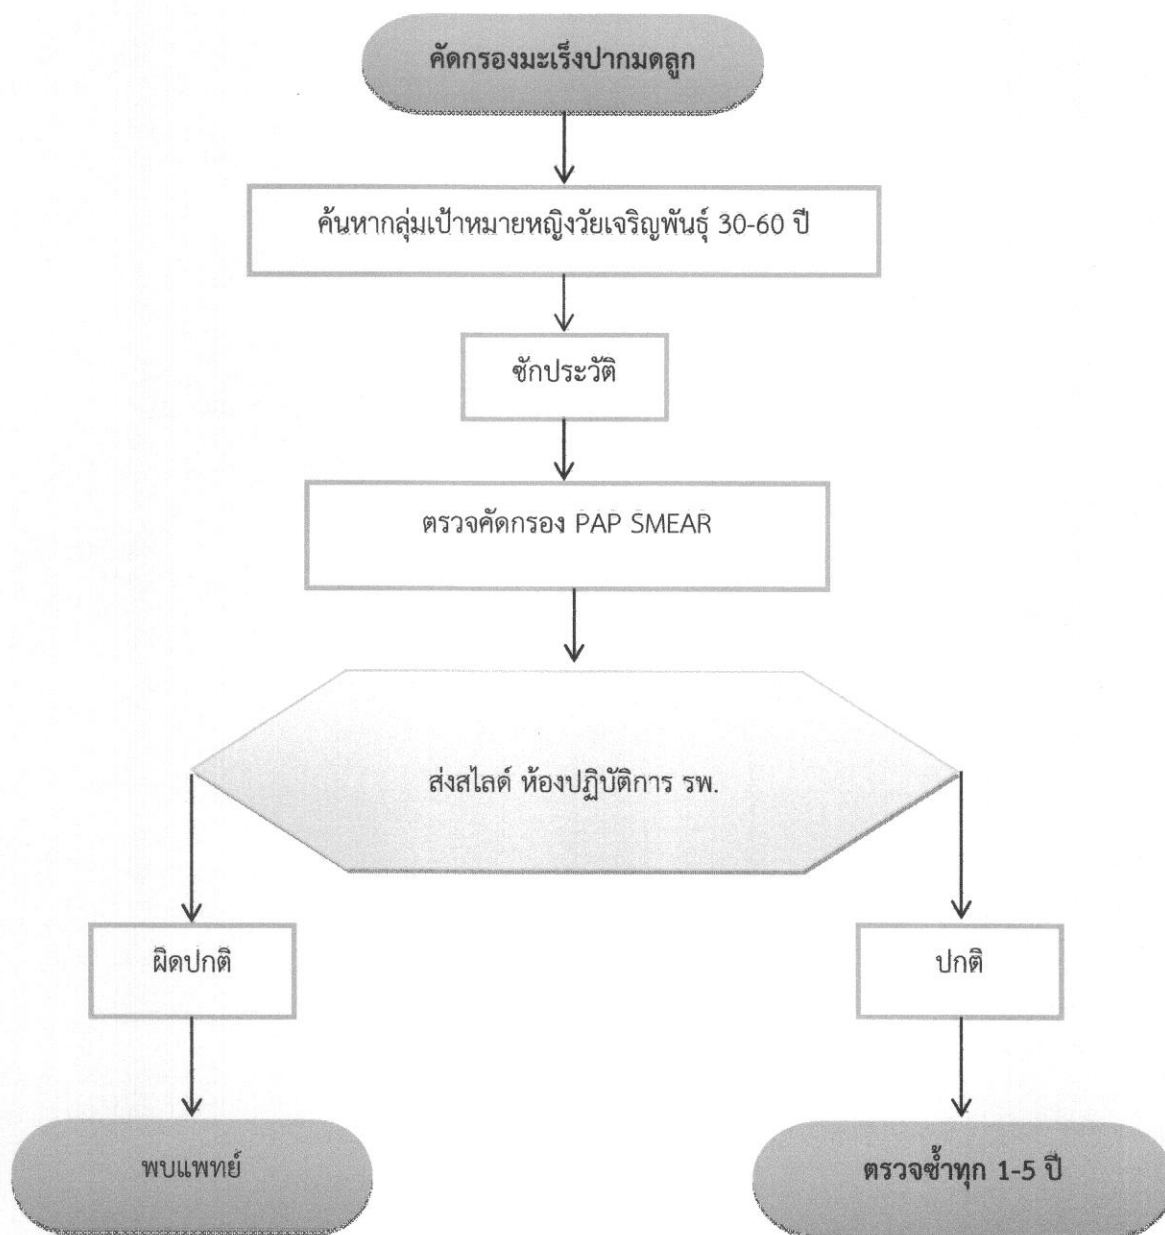 คัดกรองมะเร็งปากมดลูก
ค้นหากลุ่มเป้าหมายหญิงวัยเจริญพันธุ์ 30-60 ปี
ซักประวัติ
ตรวจคัดกรอง PAP SMEAR
ส่งสไลด์ ห้องปฏิบัติการ รพ.
ผิดปกติ
ปกติ
พบแพทย์
ตรวจซ้ำทุก 1-5 ปี